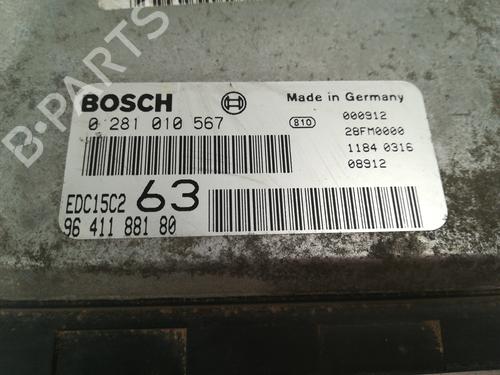 B-PARTS
BOSCH
Made in Germany
0 281 010 567
810
000912
28FM0000
1184 0316
08912
EDC15C2 63
96 411 881 80